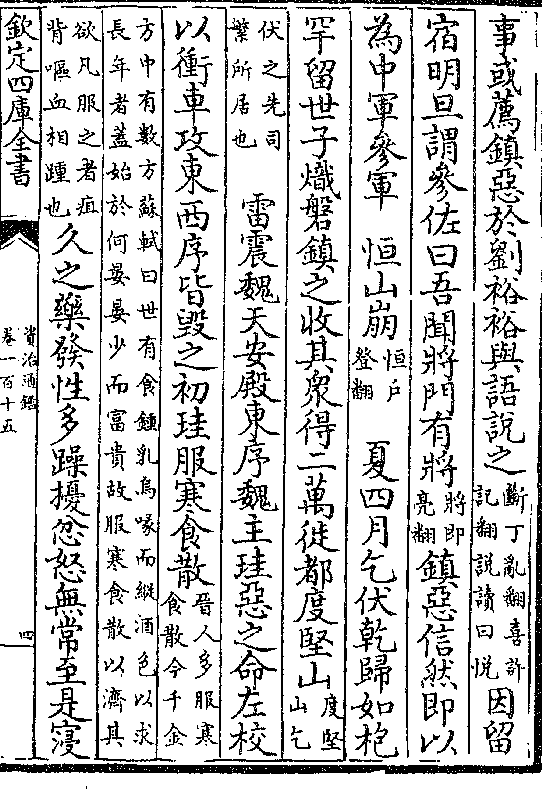 事或薦鎮惡於劉裕裕與語說之斷丁亂翻喜許記翻說讀曰悅因留
宿明旦謂參佐曰吾聞將門有將將即亮翻鎮惡信然即以
為中軍參軍　恒山崩恒戶登翻　夏四月乞伏乾歸如枹
罕留世子熾磐鎮之收其衆得二萬徙都度堅山度堅山乞
伏之先司繁所居也　雷震魏天安殿東序魏主珪惡之命左校
以衝車攻東西序皆毀之初珪服寒食散晉人多服寒食散今千金
方中有數方蘇軾曰世有食鍾乳烏喙而縱酒色以求長年者蓋始於何晏晏少而富貴故服寒食散以濟其
欲凡服之者疽背嘔血相踵也久之藥發性多躁擾忿怒無常至是寖
欽定四庫全書
資治通鑑
卷一百十五
四